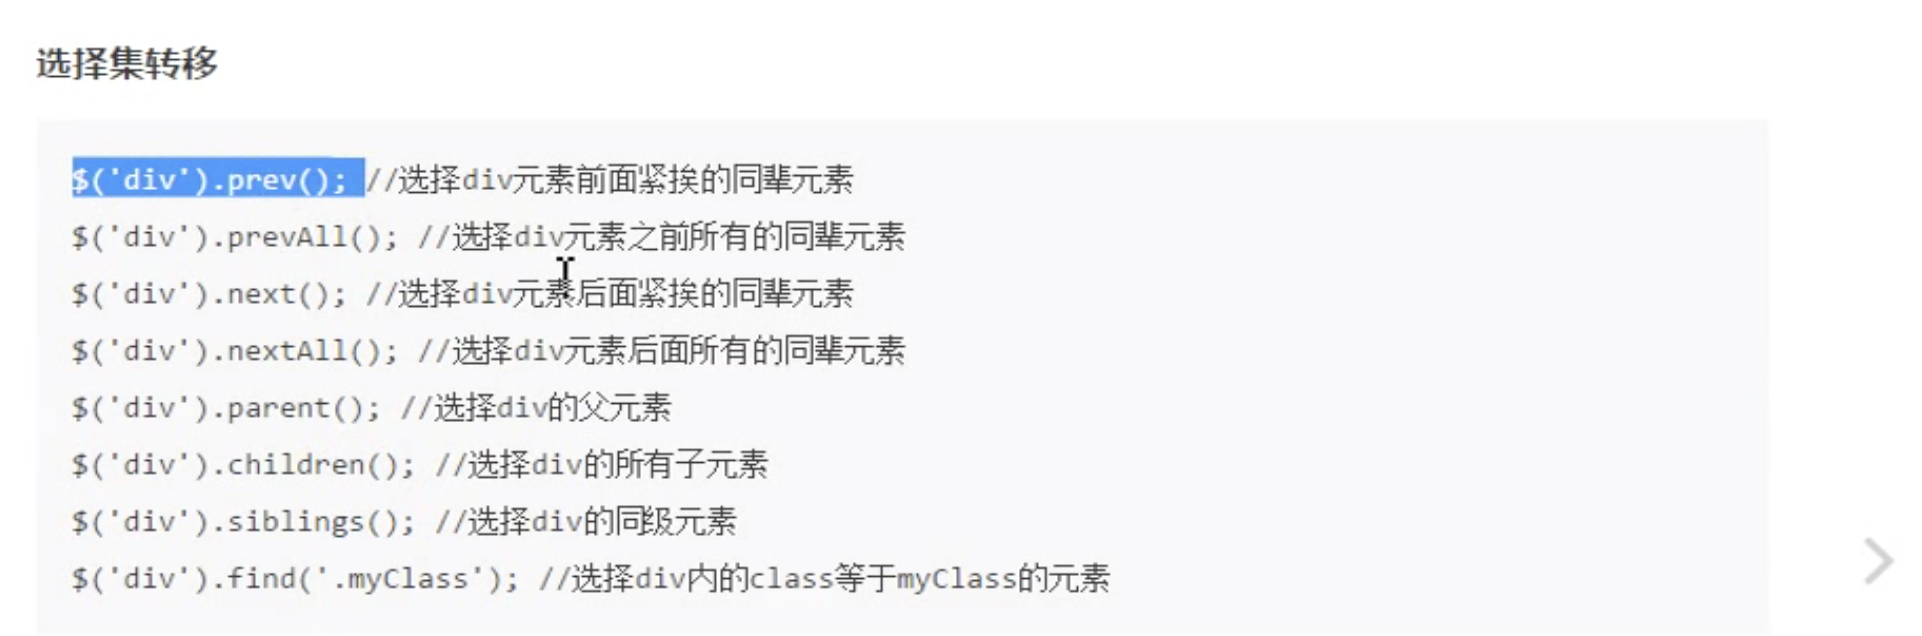 选择集转移
$('div').prev(); //选择div元素前面紧挨的同辈元素
$('div').prevAll(); //选择div元素之前所有的同辈元素
$('div').next(); //选择div元素后面紧挨的同辈元素
$('div').nextAll(); //选择div元素后面所有的同辈元素
$('div').parent(); //选择div的父元素
$('div').children(); //选择div的所有子元素
$('div').siblings(); //选择div的同级元素
$('div').find('.myClass'); //选择div内的class等于myClass的元素